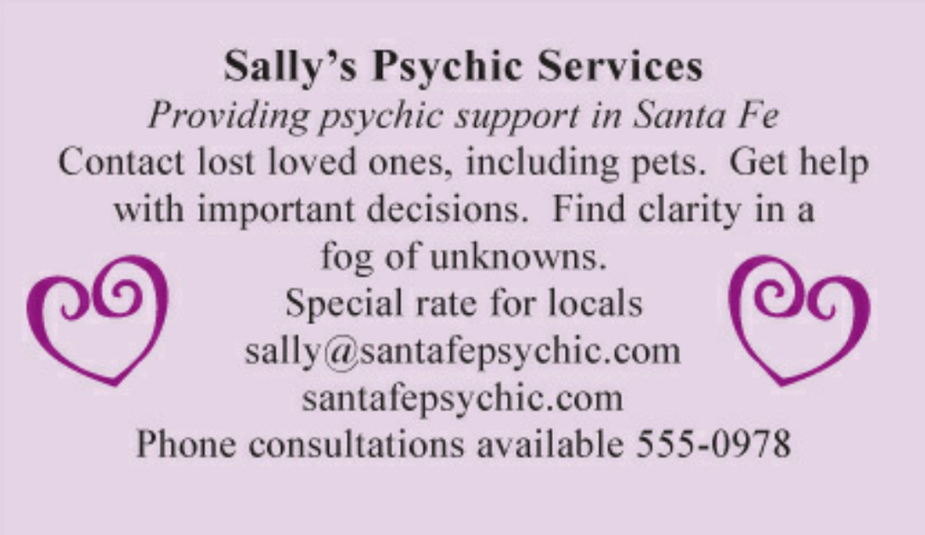 Sally’s Psychic Services
Providing psychic support in Santa Fe
Contact lost loved ones, including pets.  Get help
with important decisions.  Find clarity in a
fog of unknowns.
Special rate for locals
sally@santafepsychic.com
santafepsychic.com
Phone consultations available 555-0978